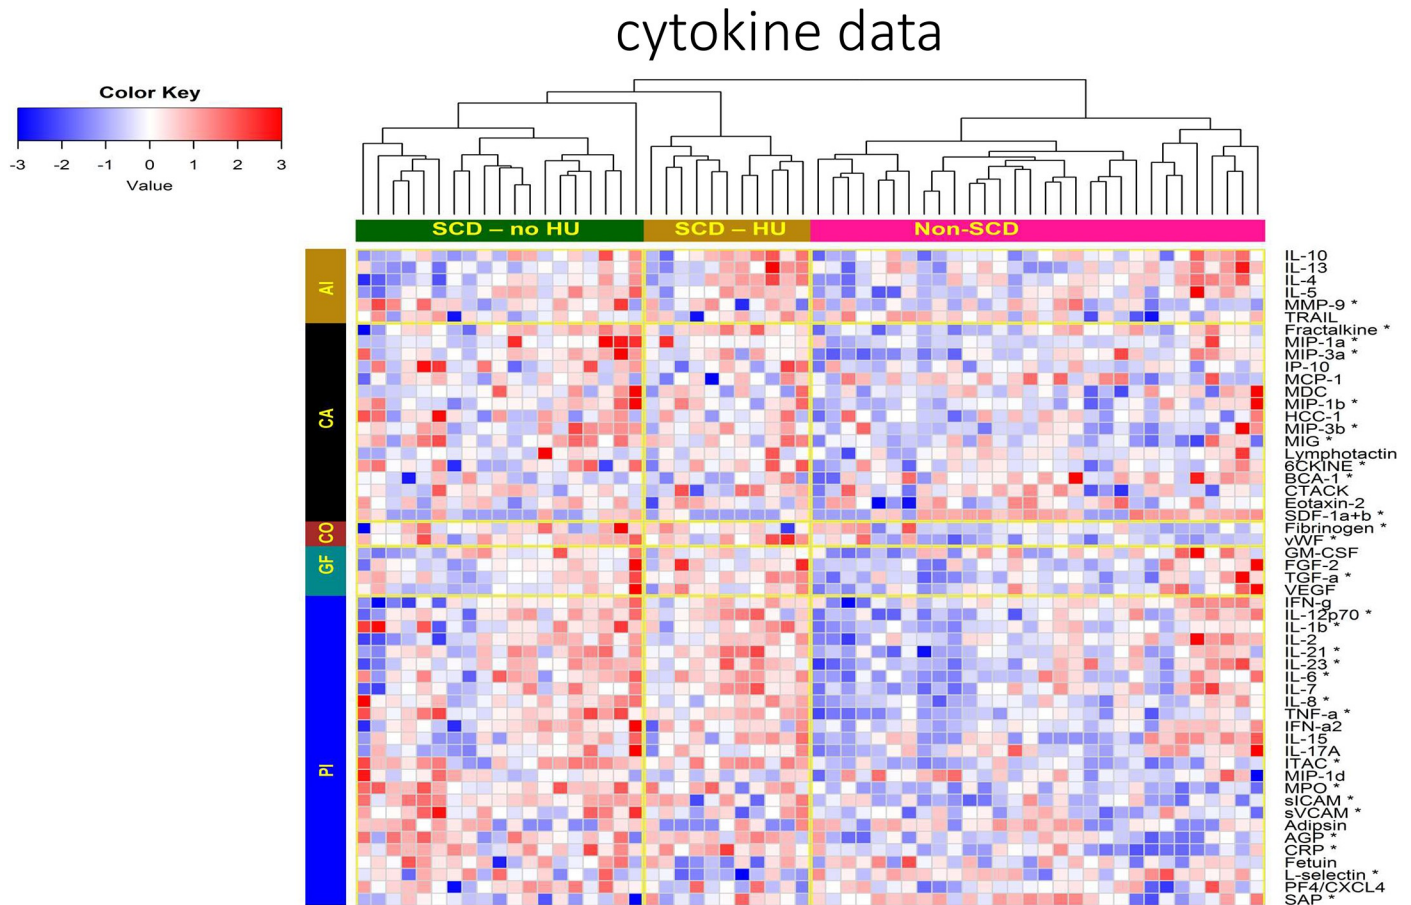 cytokine data
Color Key
-3 -2 -1 0 1 2 3
Value
SCD – no HU SCD – HU Non-SCD
AI
CA
CO
GF
PI
IL-10
IL-13
IL-4
IL-5
MMP-9 *
TRAIL
Fractalkine *
MIP-1a *
MIP-3a *
IP-10
MCP-1
MDC
MIP-1b *
HCC-1
MIP-3b *
MIG *
Lymphotactin
6CKINE *
BCA-1 *
CTACK
Eotaxin-2
SDF-1a+b *
Fibrinogen *
vWF *
GM-CSF
FGF-2
TGF-a *
VEGF
IFN-g
IL-12p70 *
IL-1b *
IL-2
IL-21 *
IL-23 *
IL-6 *
IL-7
IL-8 *
TNF-a *
IFN-a2
IL-15
IL-17A
ITAC *
MIP-1d
MPO *
sICAM *
sVCAM *
Adipsin
AGP *
CRP *
Fetuin
L-selectin *
PF4/CXCL4
SAP *